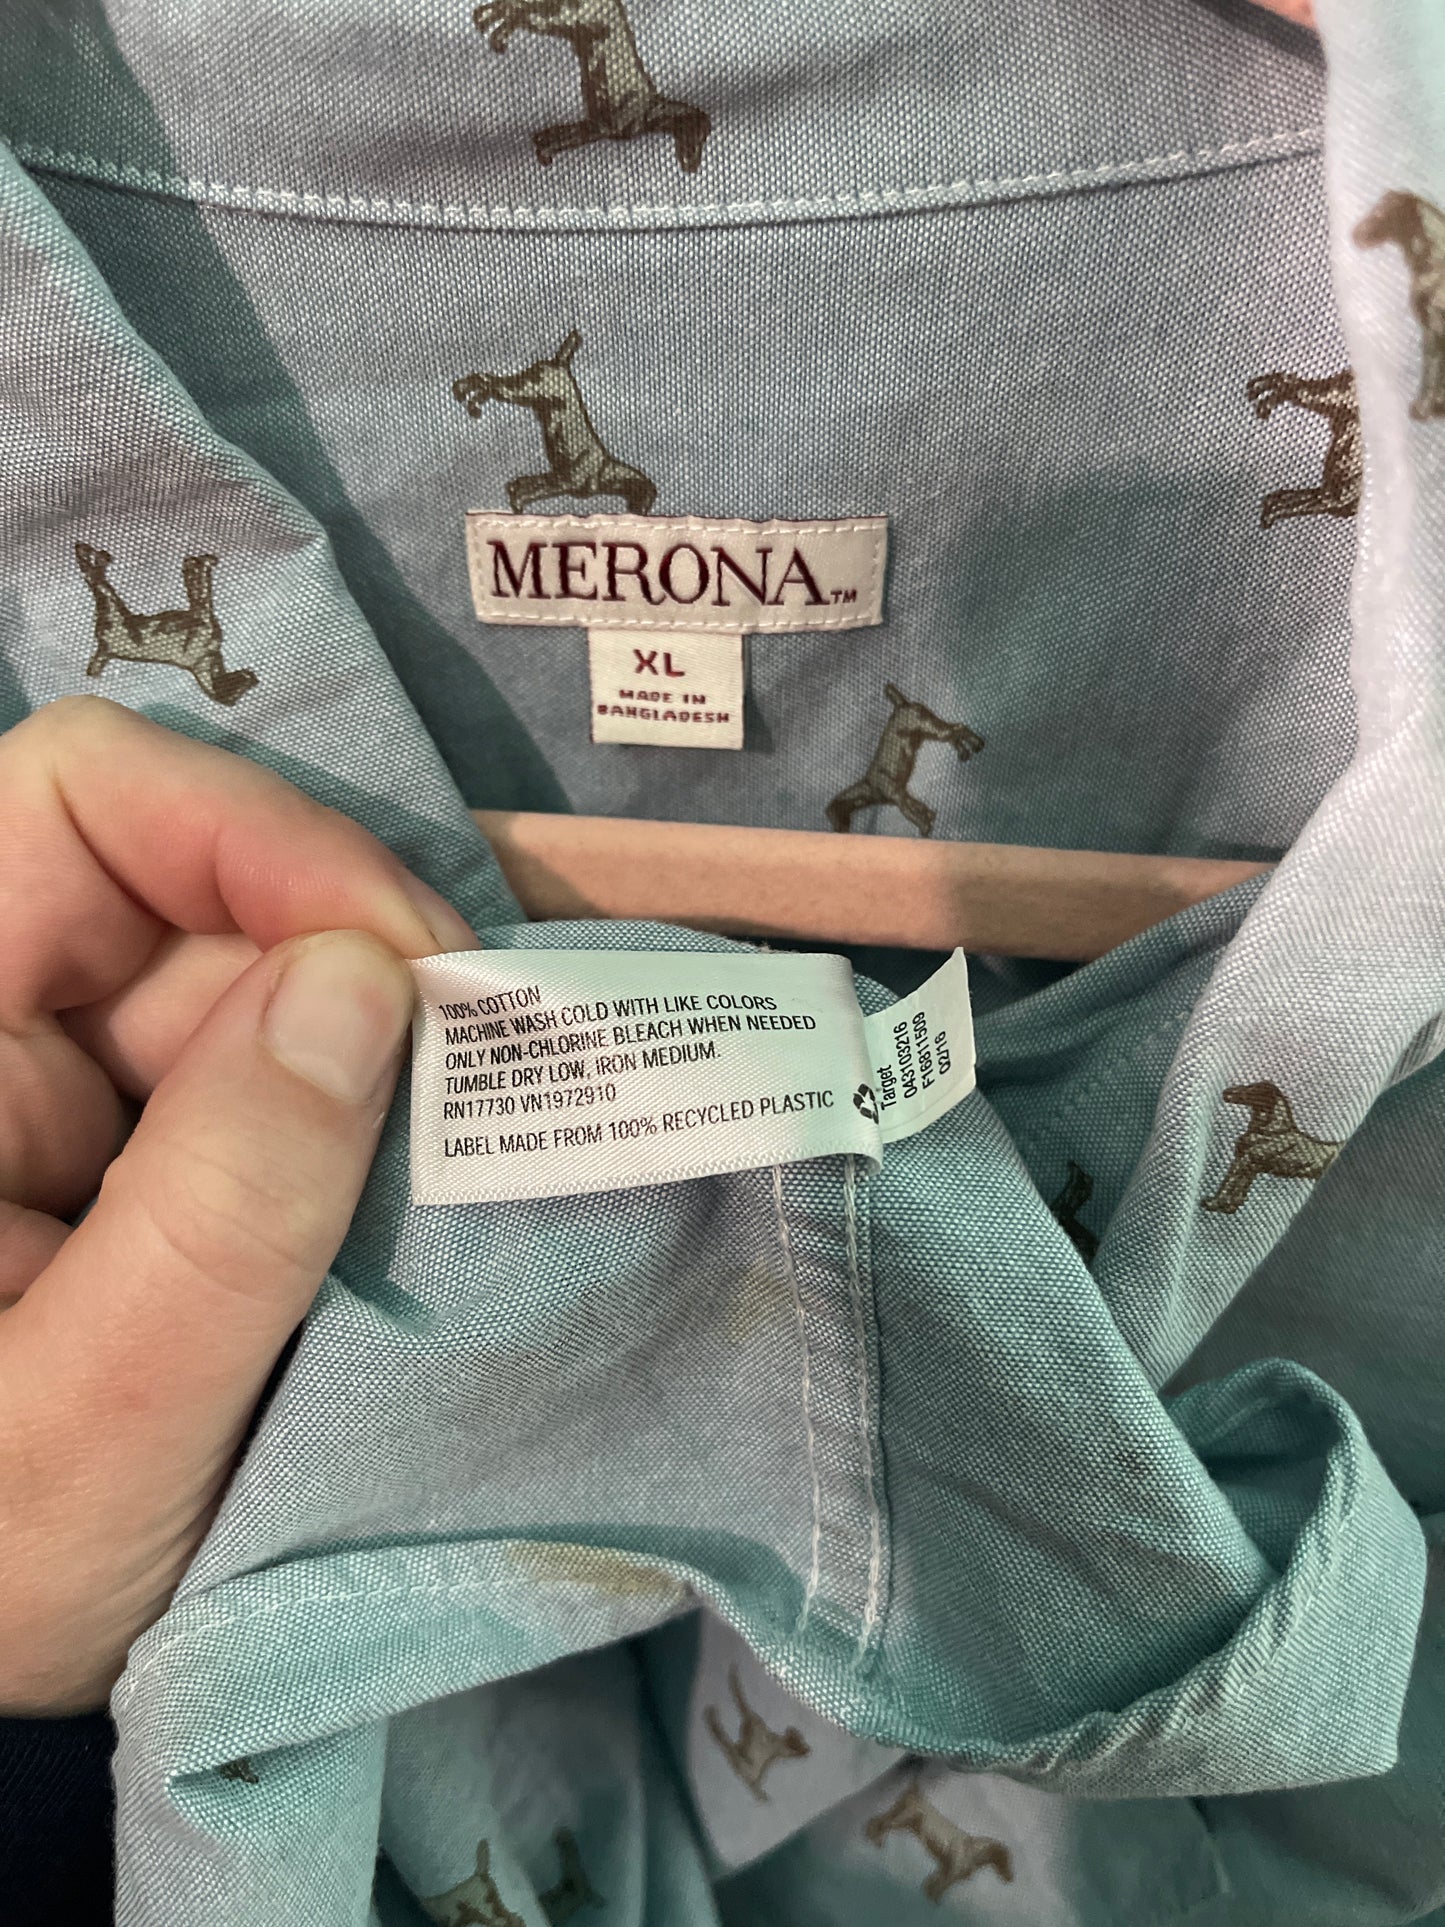 MERONA™
XL
MADE IN
BANGLADESH
100% COTTON
MACHINE WASH COLD WITH LIKE COLORS
ONLY NON-CHLORINE BLEACH WHEN NEEDED
TUMBLE DRY LOW, IRON MEDIUM.
RN17730 VN1972910
LABEL MADE FROM 100% RECYCLED PLASTIC
Target
043103216
F16811509
0216